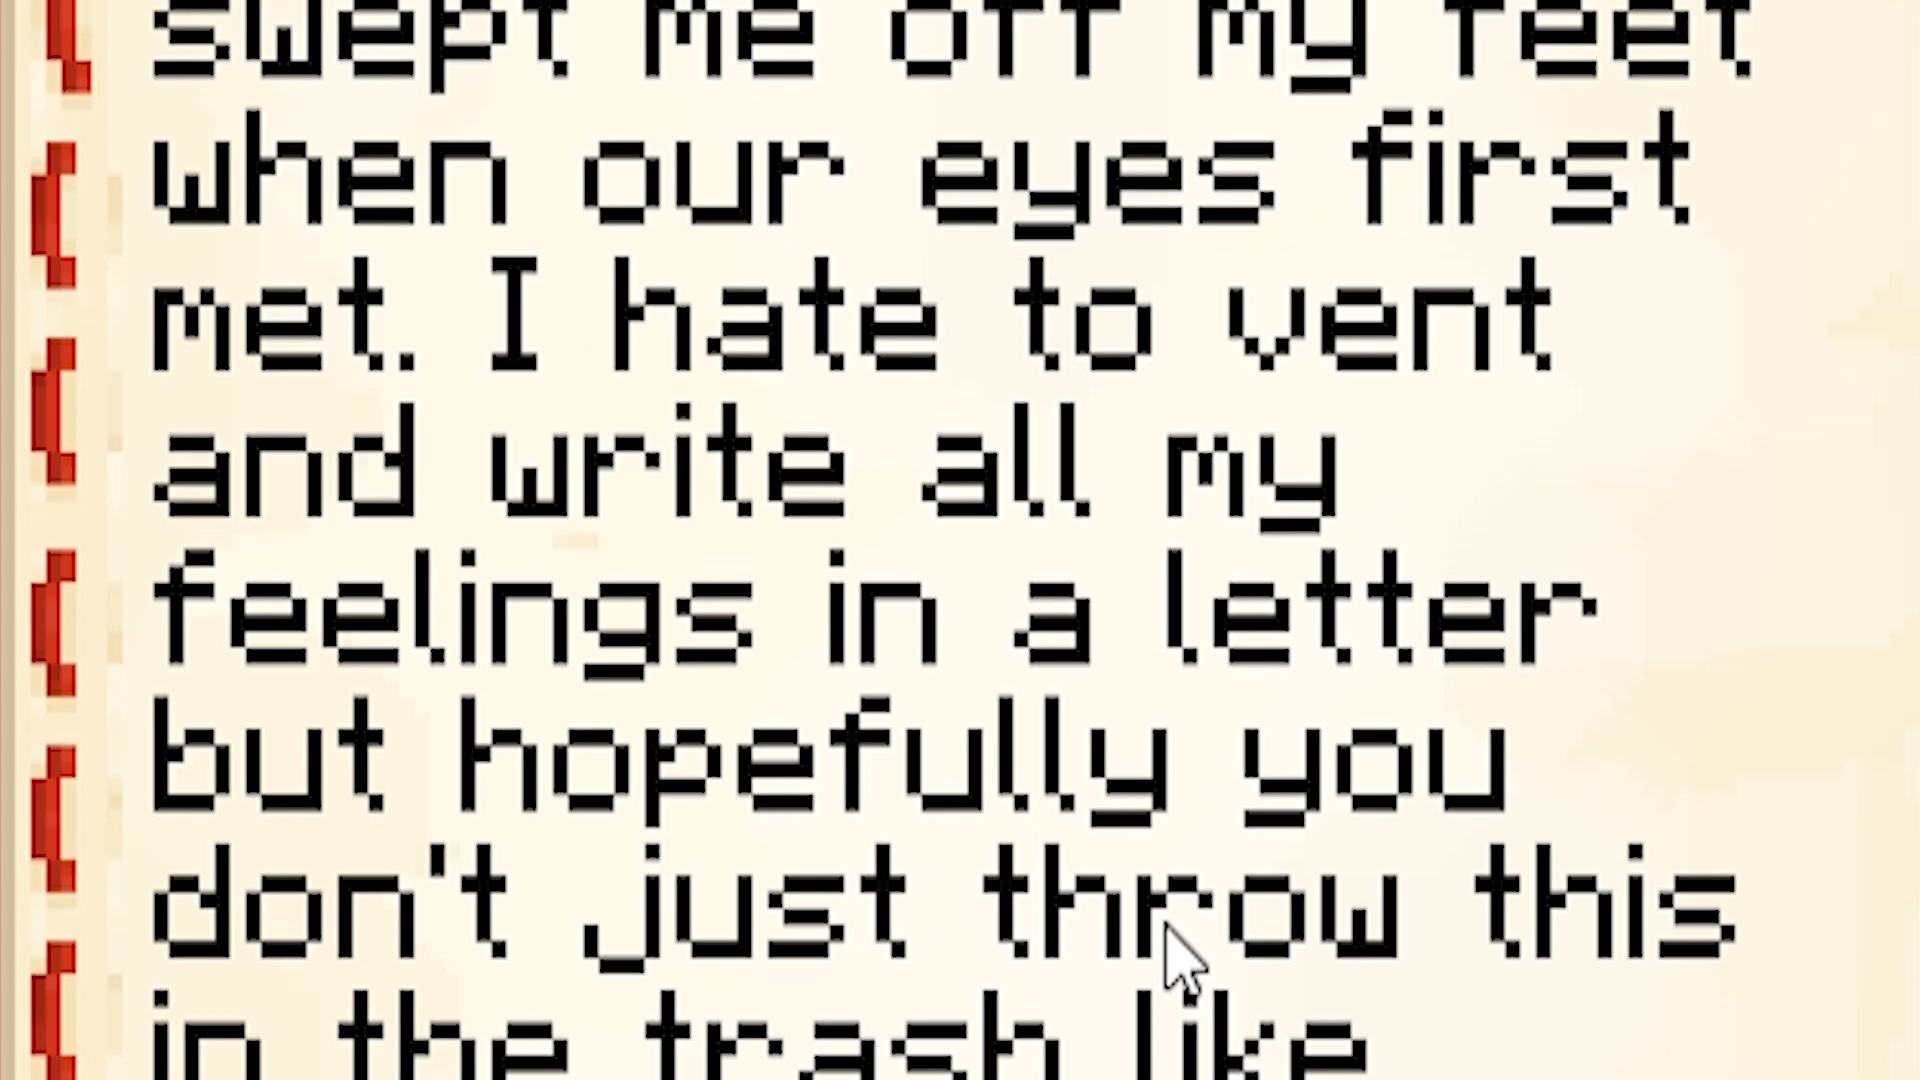 swept me off my feet
when our eyes first
met. I hate to vent
and write all my
feelings in a letter
but hopefully you
don't just throw this
in the trash like